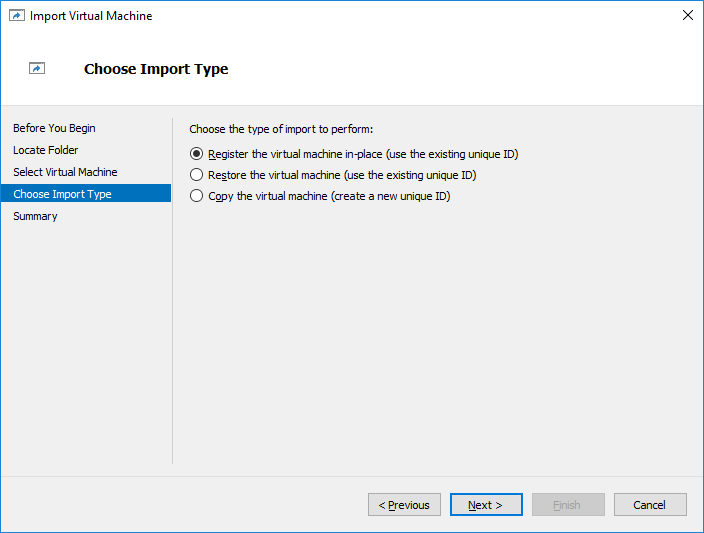 Import Virtual Machine
Choose Import Type
Before You Begin
Locate Folder
Select Virtual Machine
Choose Import Type
Summary
Choose the type of import to perform:
Register the virtual machine in-place (use the existing unique ID)
Restore the virtual machine (use the existing unique ID)
Copy the virtual machine (create a new unique ID)
< Previous
Next >
Finish
Cancel